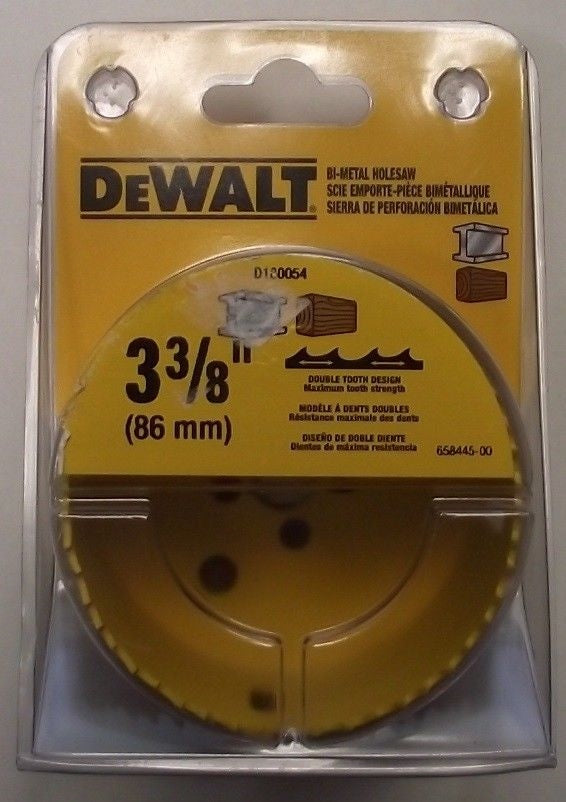 DEWALT®
BI-METAL HOLESAW
SCIE EMPORTE-PIÈCE BIMÉTALLIQUE
SIERRA DE PERFORACIÓN BIMETÁLICA
D180054
3 3/8"
(86 mm)
DOUBLE TOOTH DESIGN
Maximum tooth strength
MODÈLE À DENTS DOUBLES
Résistance maximale des dents
DISEÑO DE DOBLE DIENTE
Dientes de máxima resistencia
658445-00